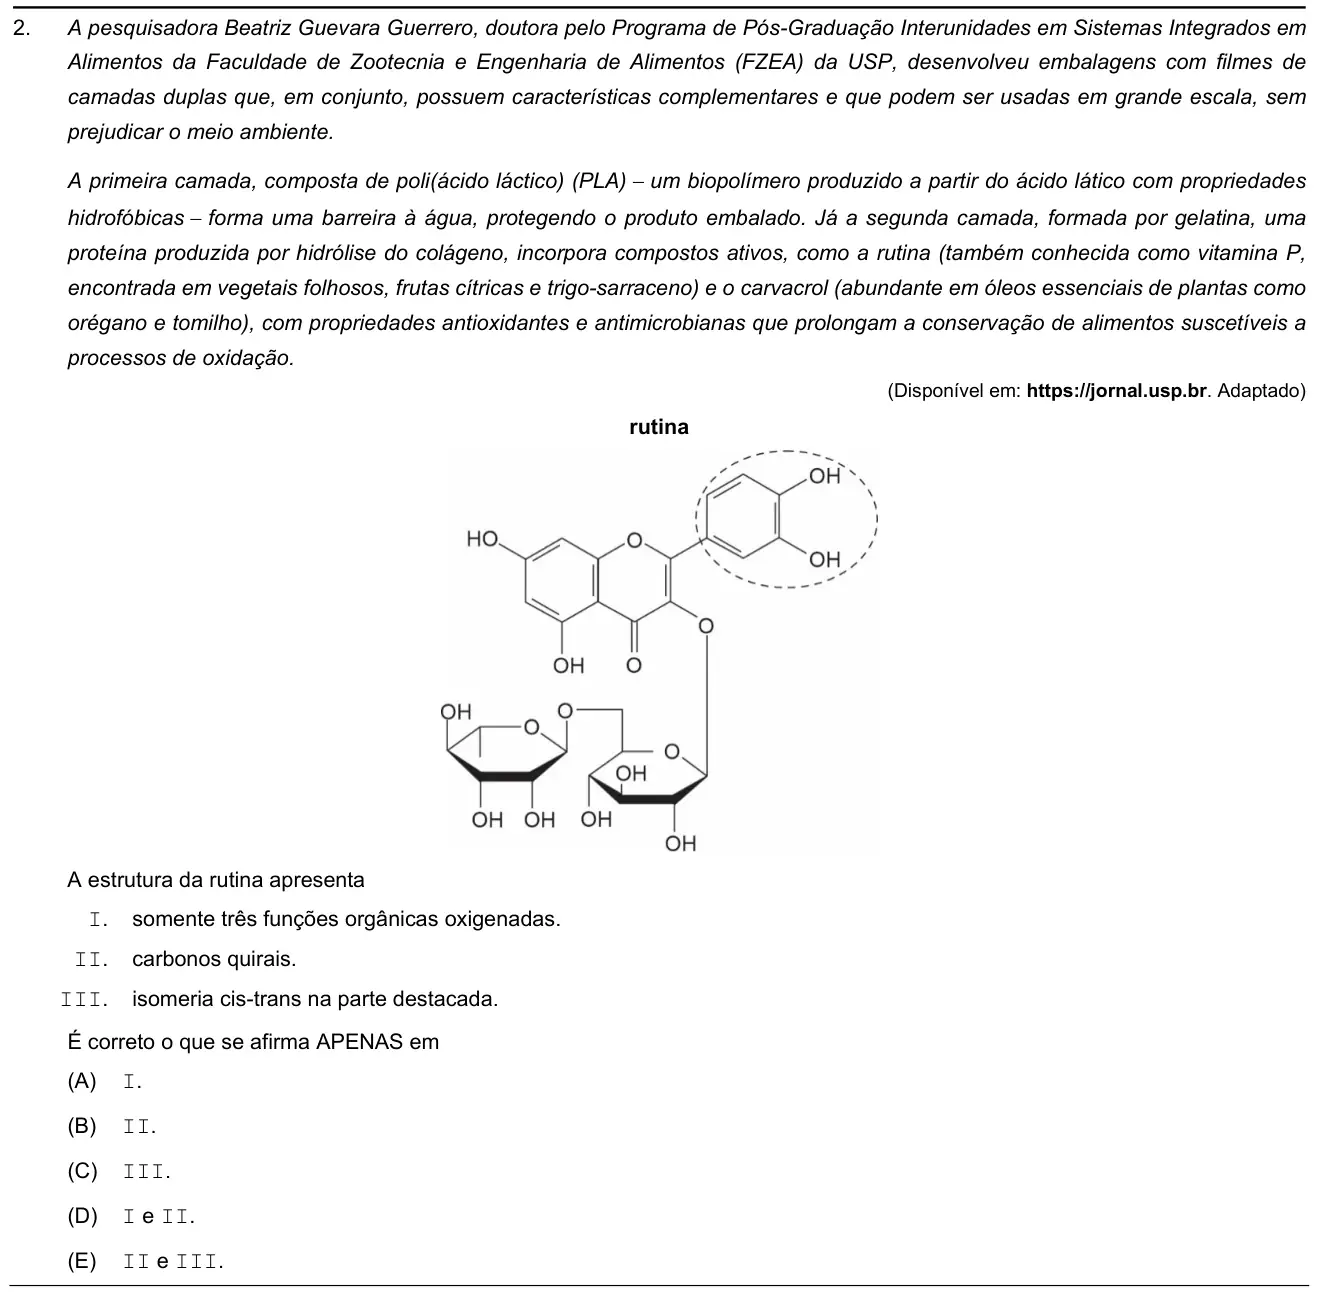 2. A pesquisadora Beatriz Guevara Guerrero, doutora pelo Programa de Pós-Graduação Interunidades em Sistemas Integrados em
Alimentos da Faculdade de Zootecnia e Engenharia de Alimentos (FZEA) da USP, desenvolveu embalagens com filmes de
camadas duplas que, em conjunto, possuem características complementares e que podem ser usadas em grande escala, sem
prejudicar o meio ambiente.
A primeira camada, composta de poli(ácido láctico) (PLA) – um biopolímero produzido a partir do ácido lático com propriedades
hidrofóbicas – forma uma barreira à água, protegendo o produto embalado. Já a segunda camada, formada por gelatina, uma
proteína produzida por hidrólise do colágeno, incorpora compostos ativos, como a rutina (também conhecida como vitamina P,
encontrada em vegetais folhosos, frutas cítricas e trigo-sarraceno) e o carvacrol (abundante em óleos essenciais de plantas como
orégano e tomilho), com propriedades antioxidantes e antimicrobianas que prolongam a conservação de alimentos suscetíveis a
processos de oxidação.
(Disponível em: https://jornal.usp.br. Adaptado)
rutina
OH
HO
O
OH
OH
O
O
OH
O
O
O
OH
OH
OH
OH
OH
OH
A estrutura da rutina apresenta
I. somente três funções orgânicas oxigenadas.
II. carbonos quirais.
III. isomeria cis-trans na parte destacada.
É correto o que se afirma APENAS em
(A) I.
(B) II.
(C) III.
(D) I e II.
(E) II e III.